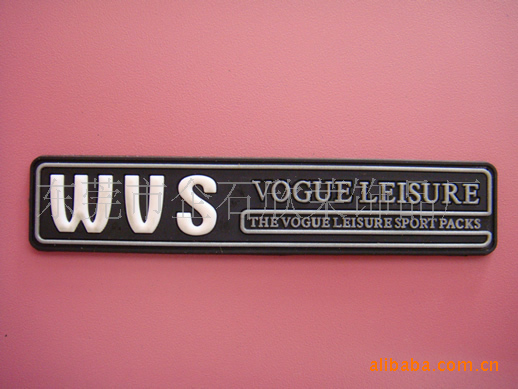 WVS
VOGUE LEISURE
THE VOGUE LEISURE SPORT PACKS
alibaba.com.cn